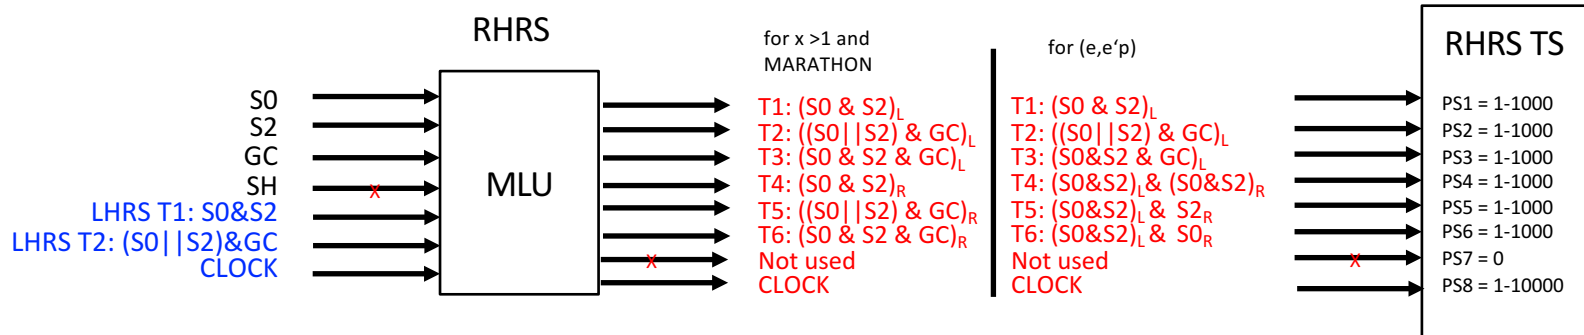 RHRS
S0
S2
GC
SH
X
LHRS T1: S0&S2
LHRS T2: (S0||S2)&GC
CLOCK
MLU
for x >1 and
MARATHON
T1: (S0 & S2)L
T2: ((S0||S2) & GC)L
T3: (S0 & S2 & GC)L
T4: (S0 & S2)R
T5: ((S0||S2) & GC)R
T6: (S0 & S2 & GC)R
X
Not used
CLOCK
for (e,e‘p)
T1: (S0 & S2)L
T2: ((S0||S2) & GC)L
T3: (S0&S2 & GC)L
T4: (S0&S2)L& (S0&S2)R
T5: (S0&S2)L & S2R
T6: (S0&S2)L & S0R
Not used
CLOCK
X
RHRS TS
PS1 = 1-1000
PS2 = 1-1000
PS3 = 1-1000
PS4 = 1-1000
PS5 = 1-1000
PS6 = 1-1000
PS7 = 0
PS8 = 1-10000